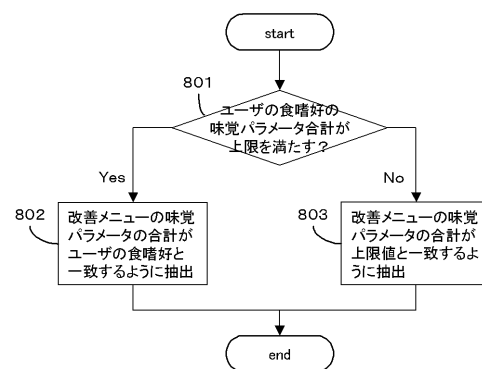 start
801
ユーザの食嗜好の
味覚パラメータ合計が
上限を満たす？
Yes
No
802
改善メニューの味覚
パラメータの合計が
ユーザの食嗜好と
一致するように抽出
803
改善メニューの味覚
パラメータの合計が
上限値と一致するよ
うに抽出
end